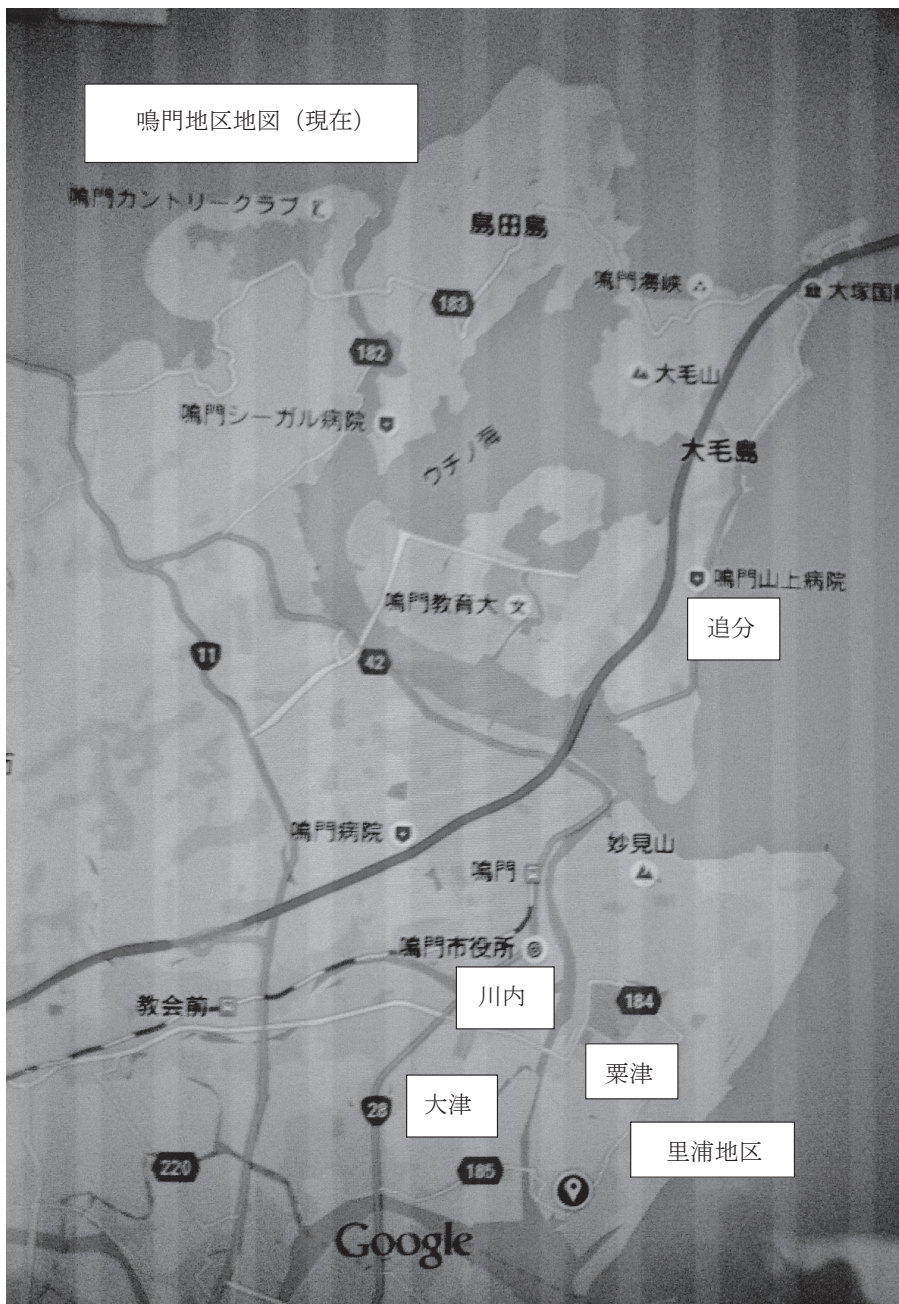 鳴門地区地図（現在）
鳴門カントリークラブ
島田島
鳴門海峡
大塚国
183
182
大毛山
鳴門シーガル病院
ウチノ海
大毛島
鳴門山上病院
鳴門教育大
追分
11
42
鳴門病院
妙見山
鳴門
鳴門市役所
川内
184
教会前
粟津
大津
28
里浦地区
220
185
Google